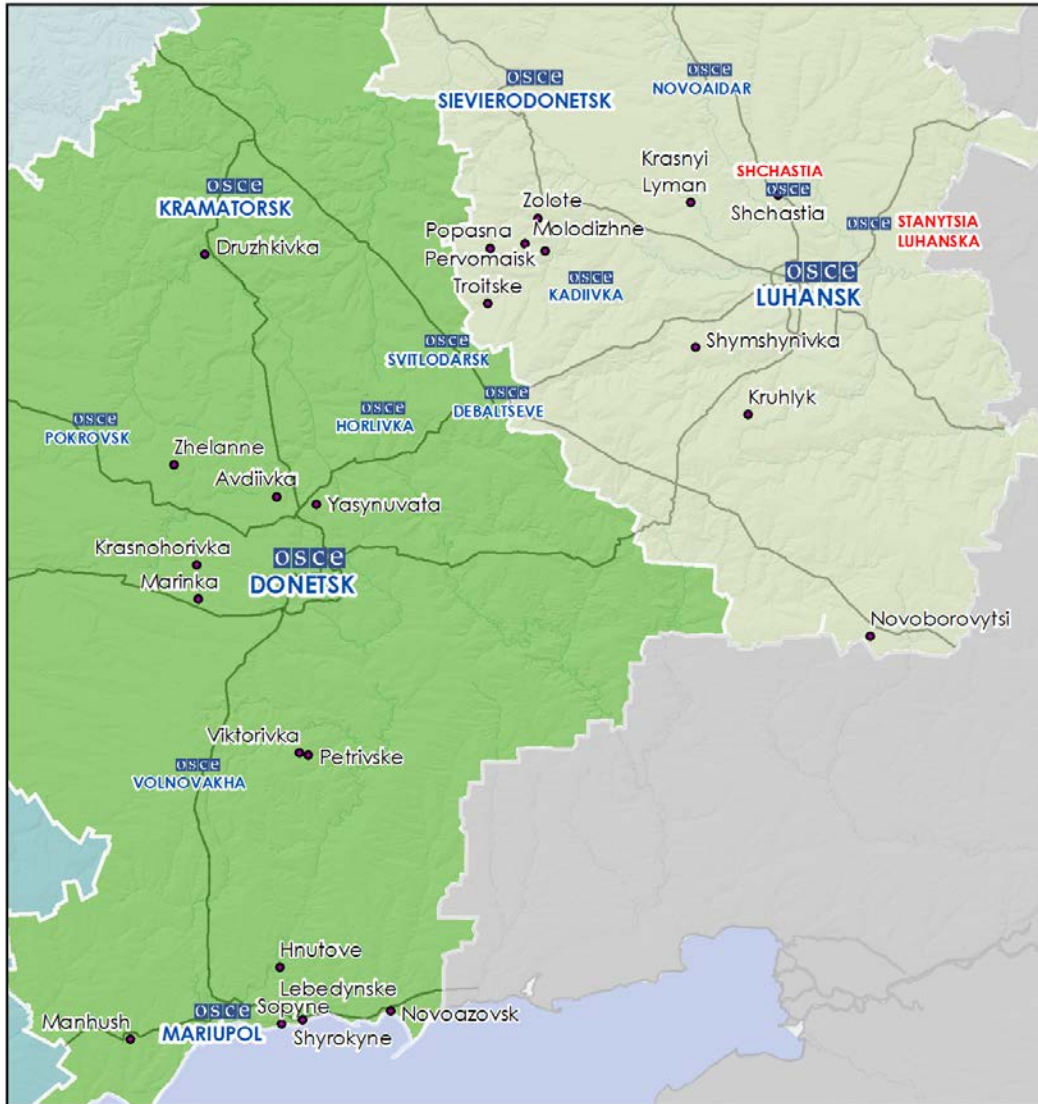 osce
SIEVIERODONETSK
osce
NOVOAIDAR
osce
KRAMATORSK
Druzhkivka
Krasnyi
Lyman
SHCHASTIA
osce
Shchastia
osce
STANYTSIA
LUHANSKA
Zolote
Popasna
Molodizhne
Pervomaisk
Troitske
osce
KADIIVKA
osce
LUHANSK
osce
SVITLODARSK
Shymshynivka
osce
DEBALTSEVE
Kruhlyk
osce
HORLIVKA
osce
POKROVSK
Zhelanne
Avdiivka
Yasynuvata
Krasnohorivka
Marinka
osce
DONETSK
Novoborovytsi
Viktorivka
Petrivske
osce
VOLNOVAKHA
Hnutove
Lebedynske
Sopyne
Shyrokyne
Novoazovsk
osce
MARIUPOL
Manhush